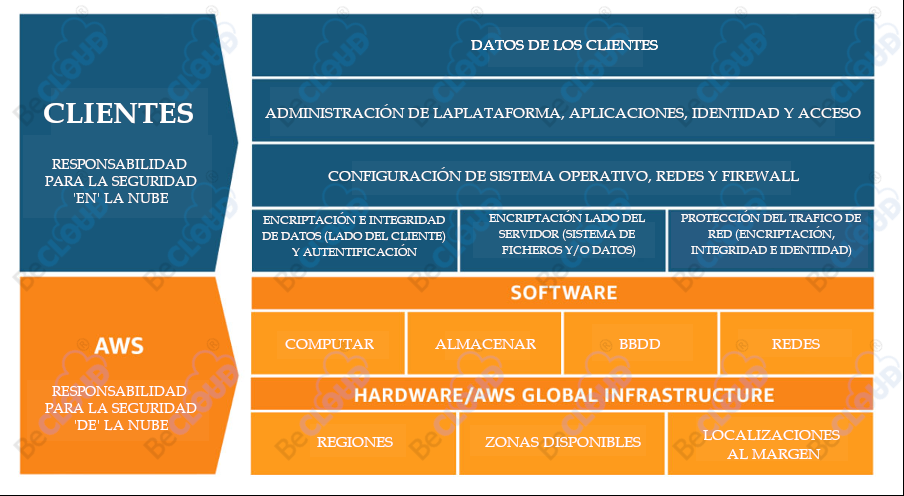 DATOS DE LOS CLIENTES
CLIENTES
RESPONSABILIDAD
PARA LA SEGURIDAD
'EN' LA NUBE
ADMINISTRACIÓN DE LAPLATAFORMA, APLICACIONES, IDENTIDAD Y ACCESO
CONFIGURACIÓN DE SISTEMA OPERATIVO, REDES Y FIREWALL
ENCRIPTACIÓN E INTEGRIDAD
DE DATOS (LADO DEL CLIENTE)
Y AUTENTIFICACIÓN
ENCRIPTACIÓN LADO DEL
SERVIDOR (SISTEMA DE
FICHEROS Y/O DATOS)
PROTECCIÓN DEL TRAFICO DE
RED (ENCRIPTACIÓN,
INTEGRIDAD E IDENTIDAD)
AWS
RESPONSABILIDAD
PARA LA SEGURIDAD
'DE' LA NUBE
SOFTWARE
COMPUTAR
ALMACENAR
BBDD
REDES
HARDWARE/AWS GLOBAL INFRASTRUCTURE
REGIONES
ZONAS DISPONIBLES
LOCALIZACIONES
AL MARGEN
BeCLOUD